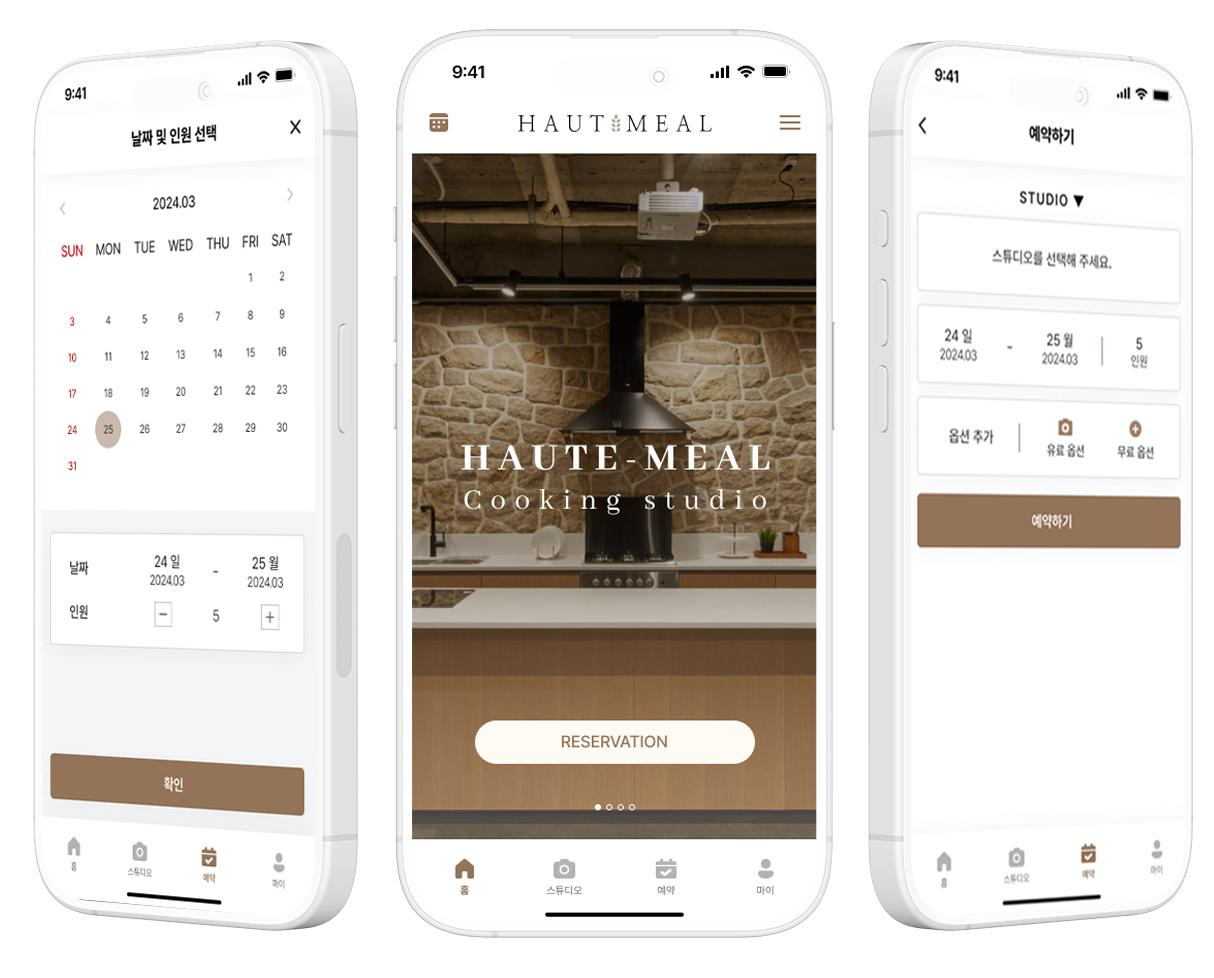 9:41
날짜 및 인원 선택
X
2024.03
SUN MON TUE WED THU FRI SAT
1 2
3 4 5 6 7 8 9
10 11 12 13 14 15 16
17 18 19 20 21 22 23
24 25 26 27 28 29 30
31
날짜 24 일 - 25 월
2024.03 2024.03
인원 - 5 +
확인
홈 스튜디오 예약 마이
9:41
HAUT MEAL
HAUTE-MEAL
Cooking studio
RESERVATION
홈 스튜디오 예약 마이
9:41
예약하기
STUDIO ▼
스튜디오를 선택해 주세요.
24 일 - 25 월 5
2024.03 2024.03 인원
옵션 추가 유료 옵션 무료 옵션
예약하기
홈 스튜디오 예약 마이